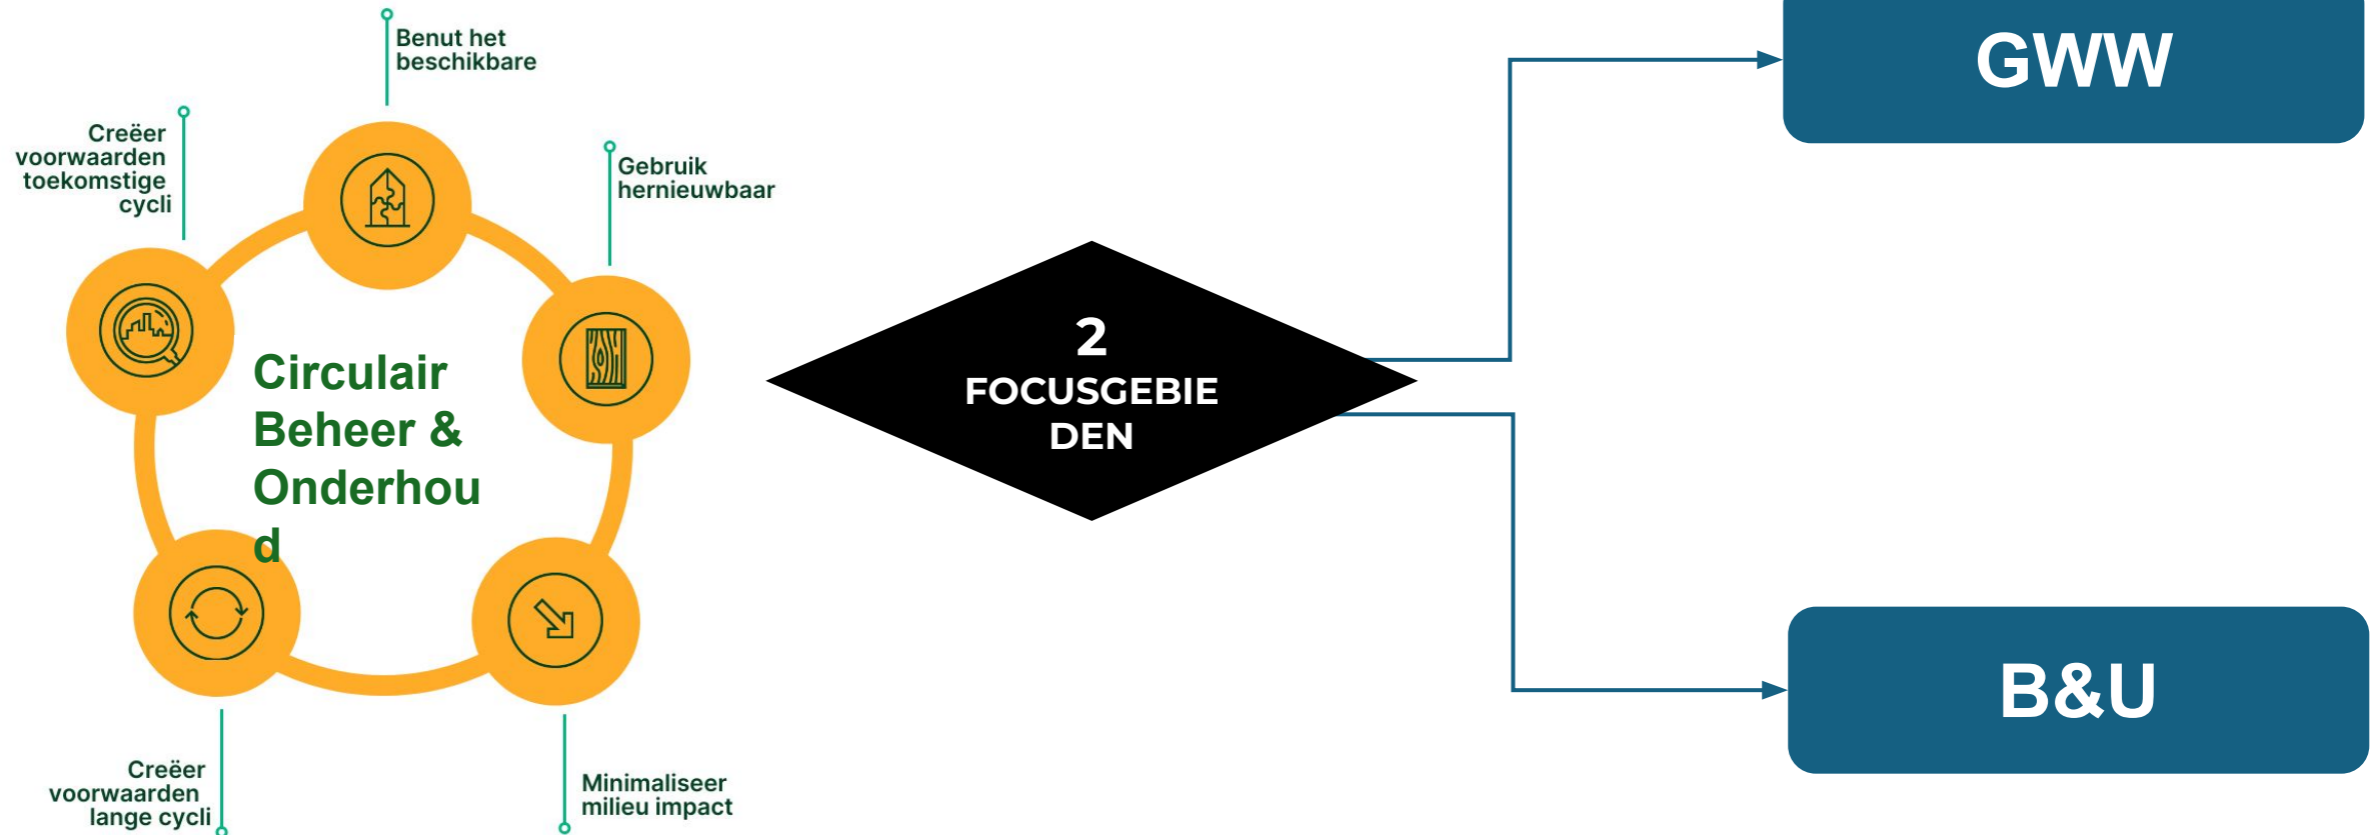 Benut het
beschikbare
Creëer
voorwaarden
toekomstige
cycli
Gebruik
hernieuwbaar
Circulair
Beheer &
Onderhou
d
Creëer
voorwaarden
lange cycli
Minimaliseer
milieu impact
2
FOCUSGEBIE
DEN
GWW
B&U